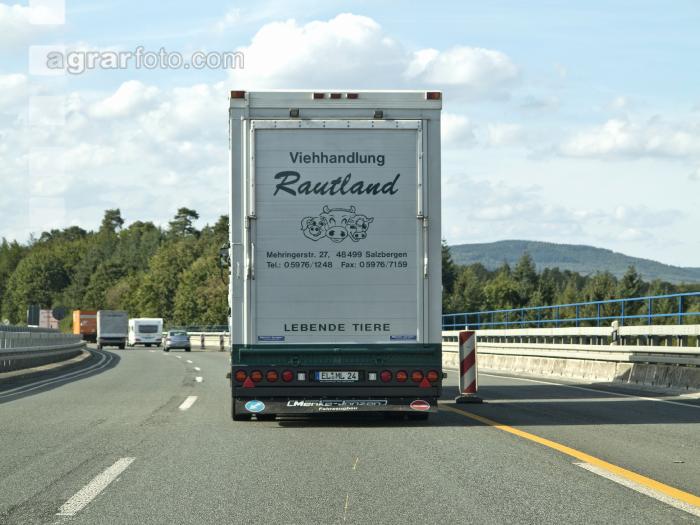 agrarfoto.com
Viehhandlung
Rautland
Mehringerstr. 27, 48499 Salzbergen
Tel.: 05976/1248 Fax: 05976/7159
LEBENDE TIERE
EL ML 24
Menke-Janzen
Fahrzeugbau